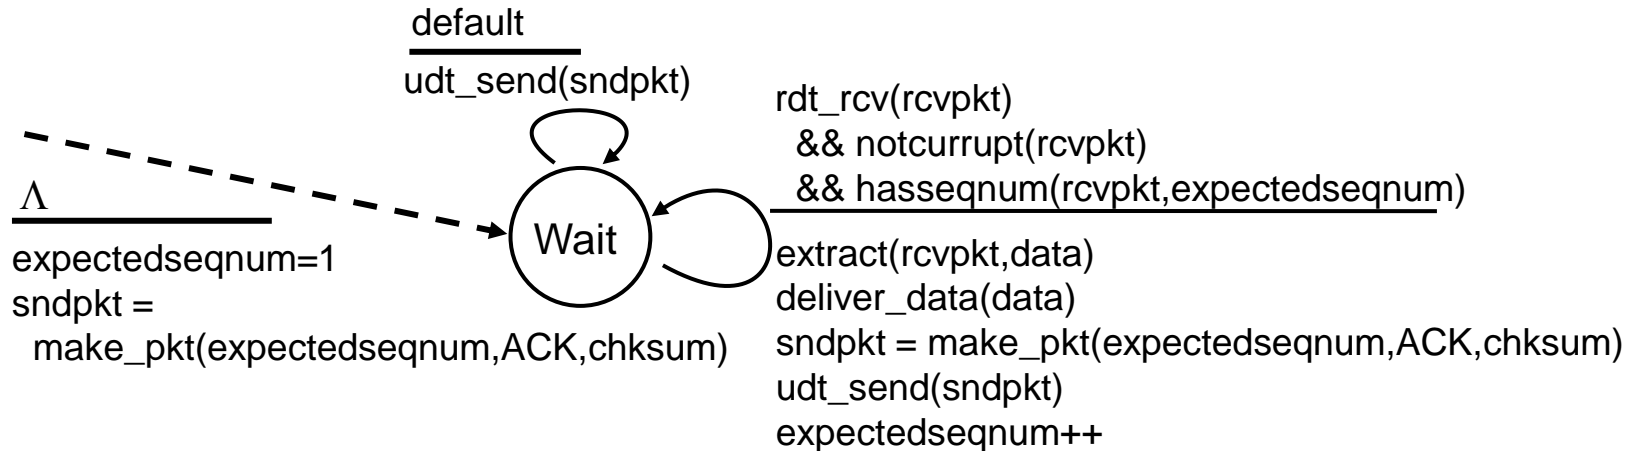 default
udt_send(sndpkt)
rdt_rcv(rcvpkt)
&& notcurrupt(rcvpkt)
&& hasseqnum(rcvpkt,expectedseqnum)
Λ
Wait
expectedseqnum=1
sndpkt =
make_pkt(expectedseqnum,ACK,chksum)
extract(rcvpkt,data)
deliver_data(data)
sndpkt = make_pkt(expectedseqnum,ACK,chksum)
udt_send(sndpkt)
expectedseqnum++